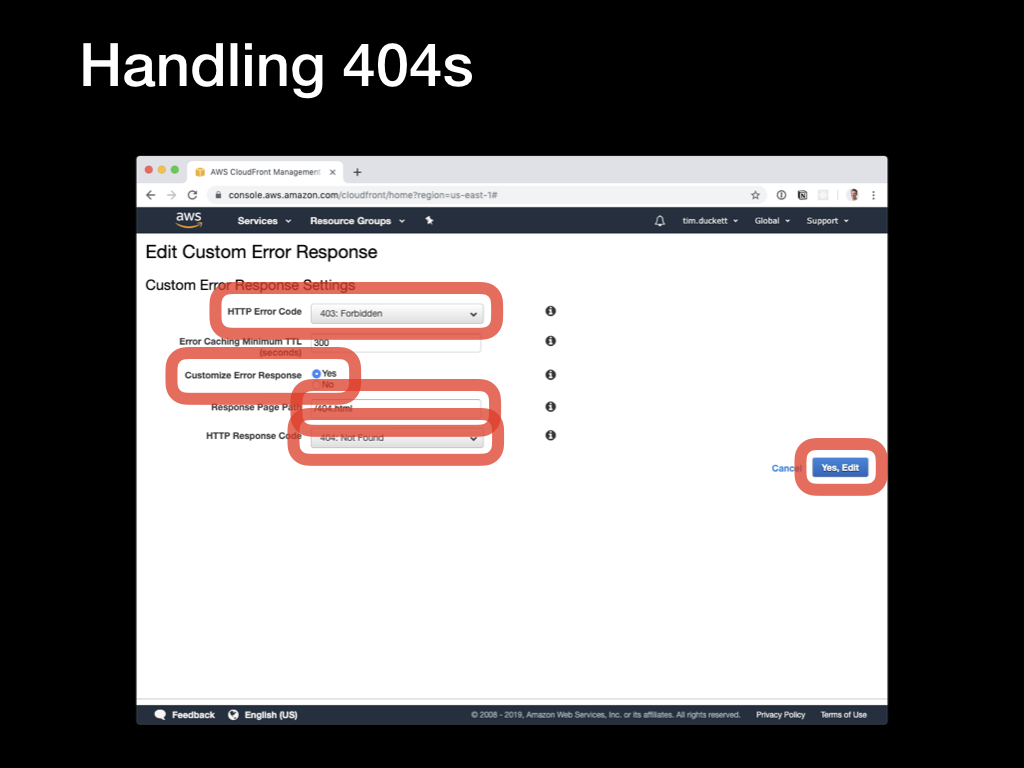 Handling 404s
AWS CloudFront Management
console.aws.amazon.com/cloudfront/home?region=us-east-1#
aws Services Resource Groups tim.duckett Global Support
Edit Custom Error Response
Custom Error Response Settings
HTTP Error Code 403: Forbidden
Error Caching Minimum TTL 300
(seconds)
Customize Error Response Yes
No
Response Page Path /404.html
HTTP Response Code 404: Not Found
Cancel Yes, Edit
Feedback English (US) © 2008 - 2019, Amazon Web Services, Inc. or its affiliates. All rights reserved. Privacy Policy Terms of Use